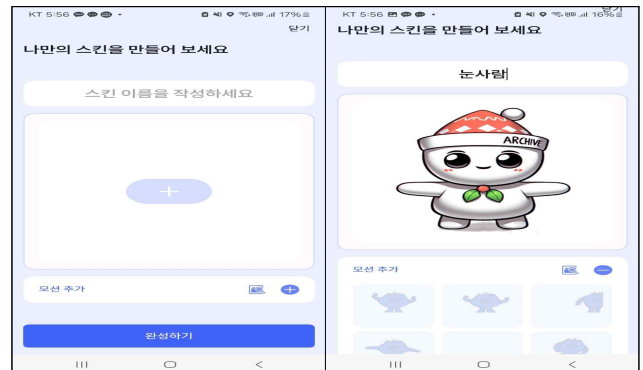 KT 5:56
17%
닫기
나만의 스킨을 만들어 보세요
스킨 이름을 작성하세요
+
모션 추가
완성하기
KT 5:56
16%
닫기
나만의 스킨을 만들어 보세요
눈사람
ARCHIVE
모션 추가